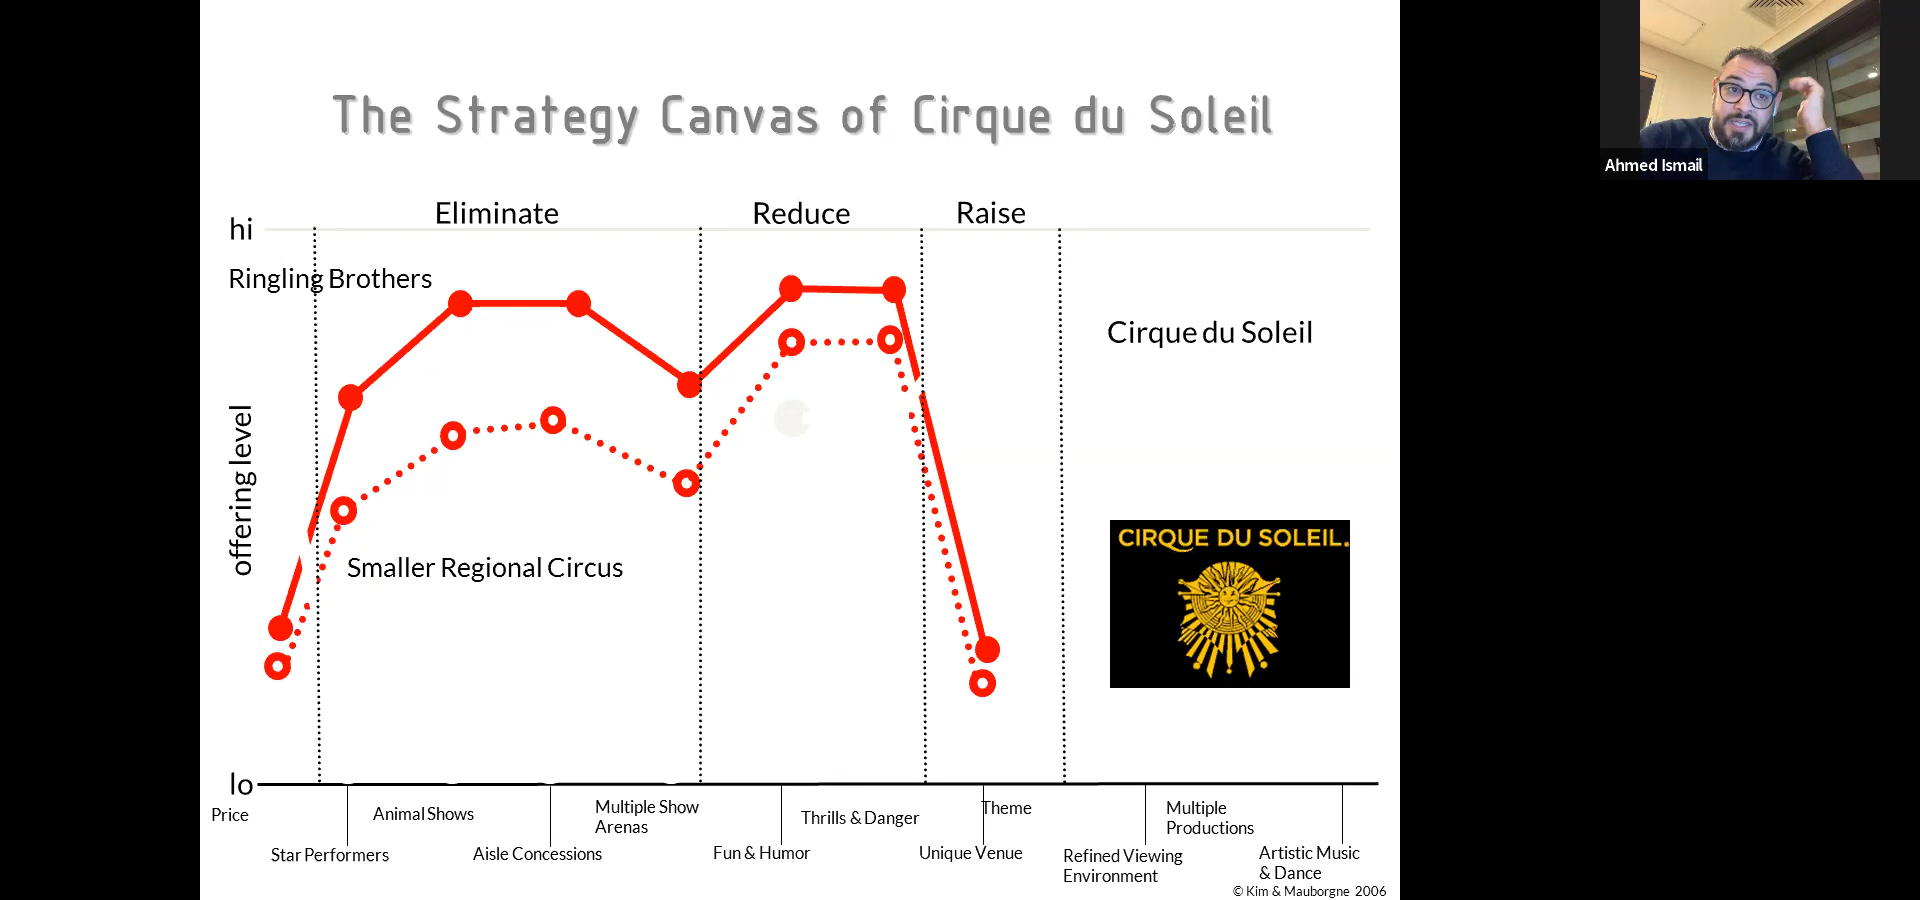 The Strategy Canvas of Cirque du Soleil
Ahmed Ismail
Eliminate
Reduce
Raise
hi
Ringling Brothers
Cirque du Soleil
offering level
CIRQUE DU SOLEIL.
Smaller Regional Circus
lo
Price
Animal Shows
Multiple Show
Arenas
Thrills & Danger
Theme
Multiple
Productions
Star Performers
Aisle Concessions
Fun & Humor
Unique Venue
Refined Viewing
Environment
Artistic Music
& Dance
© Kim & Mauborgne 2006